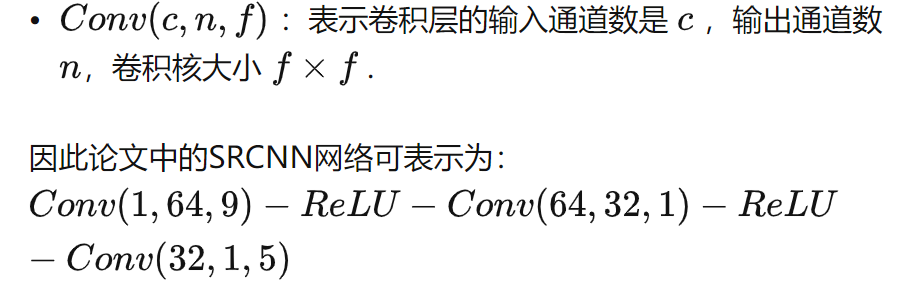 • Conv(c, n, f) ：表示卷积层的输入通道数是 c ，输出通道数
n，卷积核大小 f × f .
因此论文中的SRCNN网络可表示为：
Conv(1, 64, 9) − ReLU − Conv(64, 32, 1) − ReLU
− Conv(32, 1, 5)